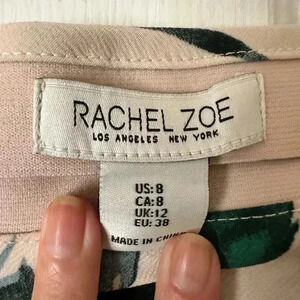 RACHEL ZOE
LOS ANGELES NEW YORK
US: 8
CA: 8
UK: 12
EU: 38
MADE IN CHINA